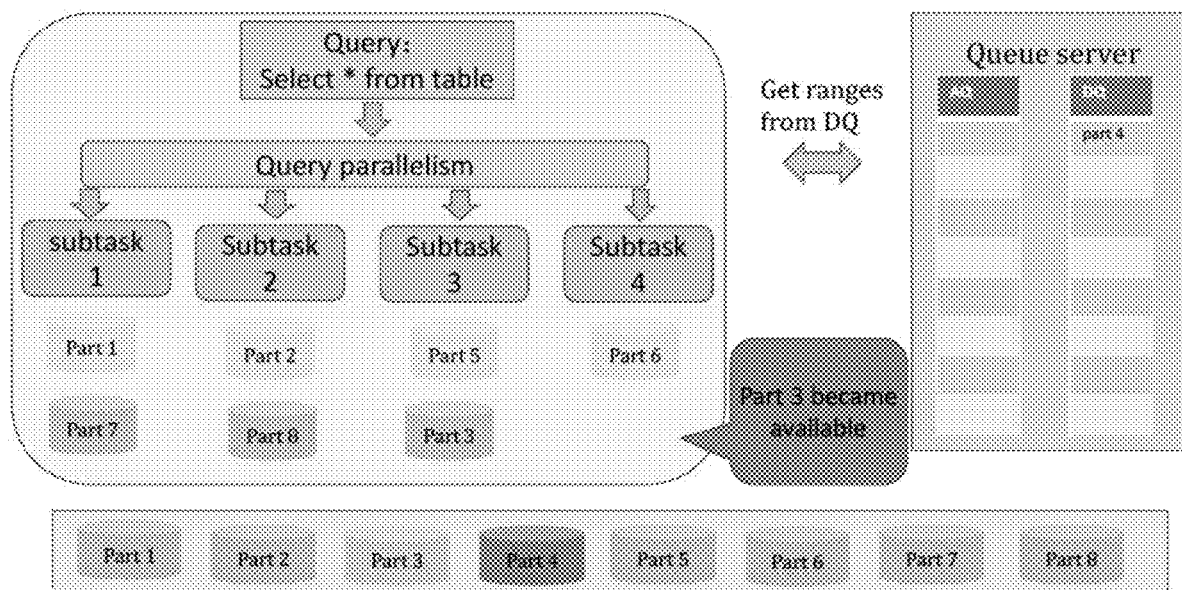 Query:
Select * from table
Query parallelism
subtask
1
Subtask
2
Subtask
3
Subtask
4
Part 1
Part 2
Part 5
Part 6
Part 7
Part 8
Part 3
Get ranges
from DQ
Part 3 became
available
Queue server
AQ
DQ
part 4
Part 1
Part 2
Part 3
Part 4
Part 5
Part 6
Part 7
Part 8